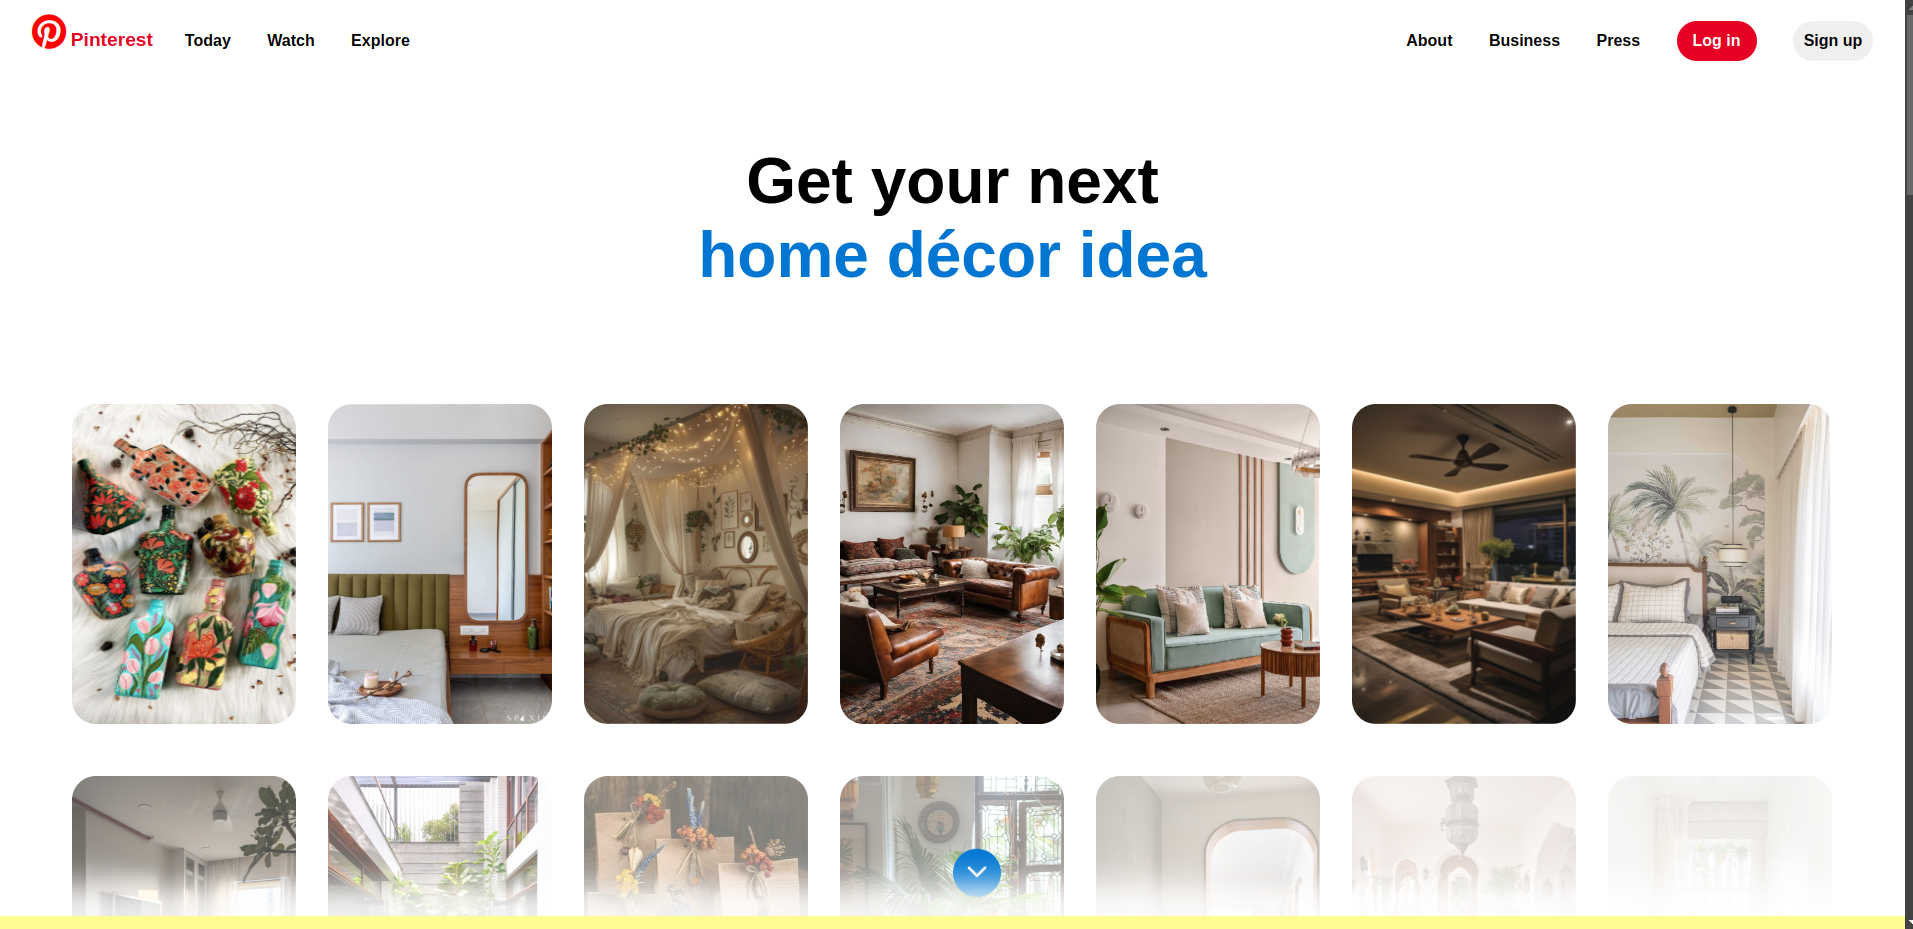 Pinterest Today Watch Explore About Business Press Log in Sign up
Get your next
home décor idea